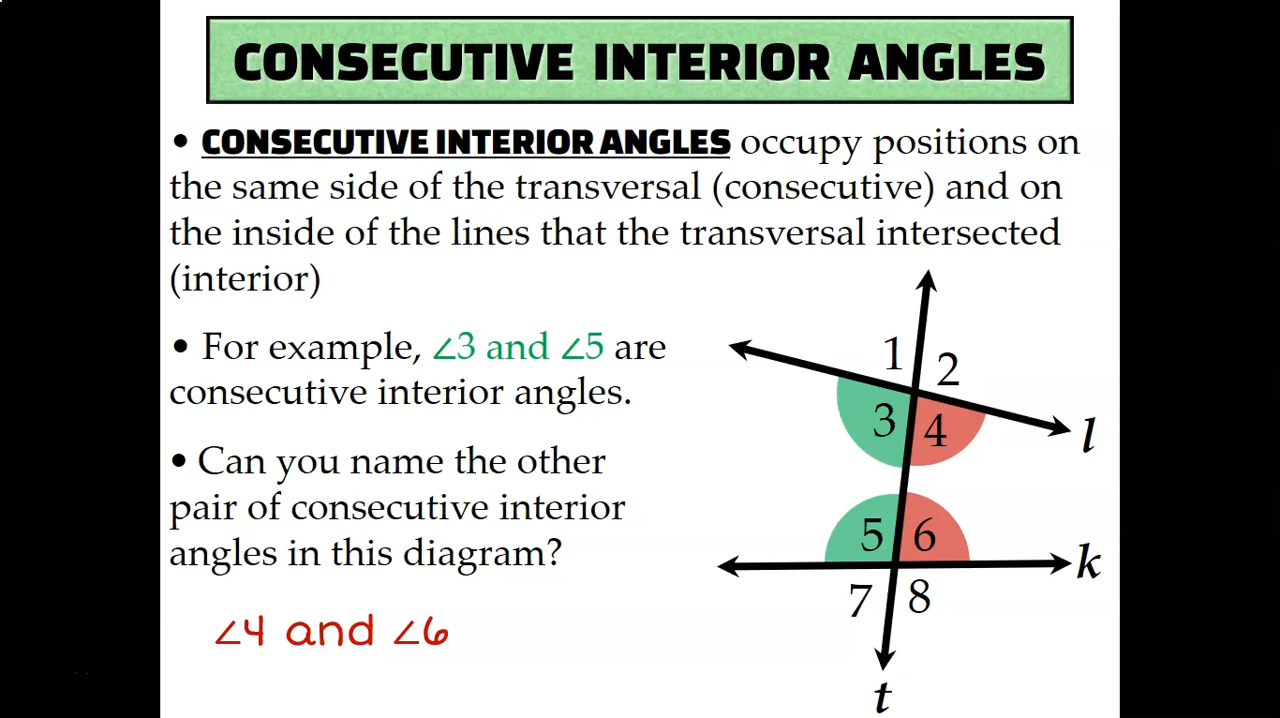 CONSECUTIVE INTERIOR ANGLES
• CONSECUTIVE INTERIOR ANGLES occupy positions on
the same side of the transversal (consecutive) and on
the inside of the lines that the transversal intersected
(interior)
• For example, ∠3 and ∠5 are
consecutive interior angles.
• Can you name the other
pair of consecutive interior
angles in this diagram?
∠4 and ∠6
1 2
3 4
l
5 6
k
7 8
t